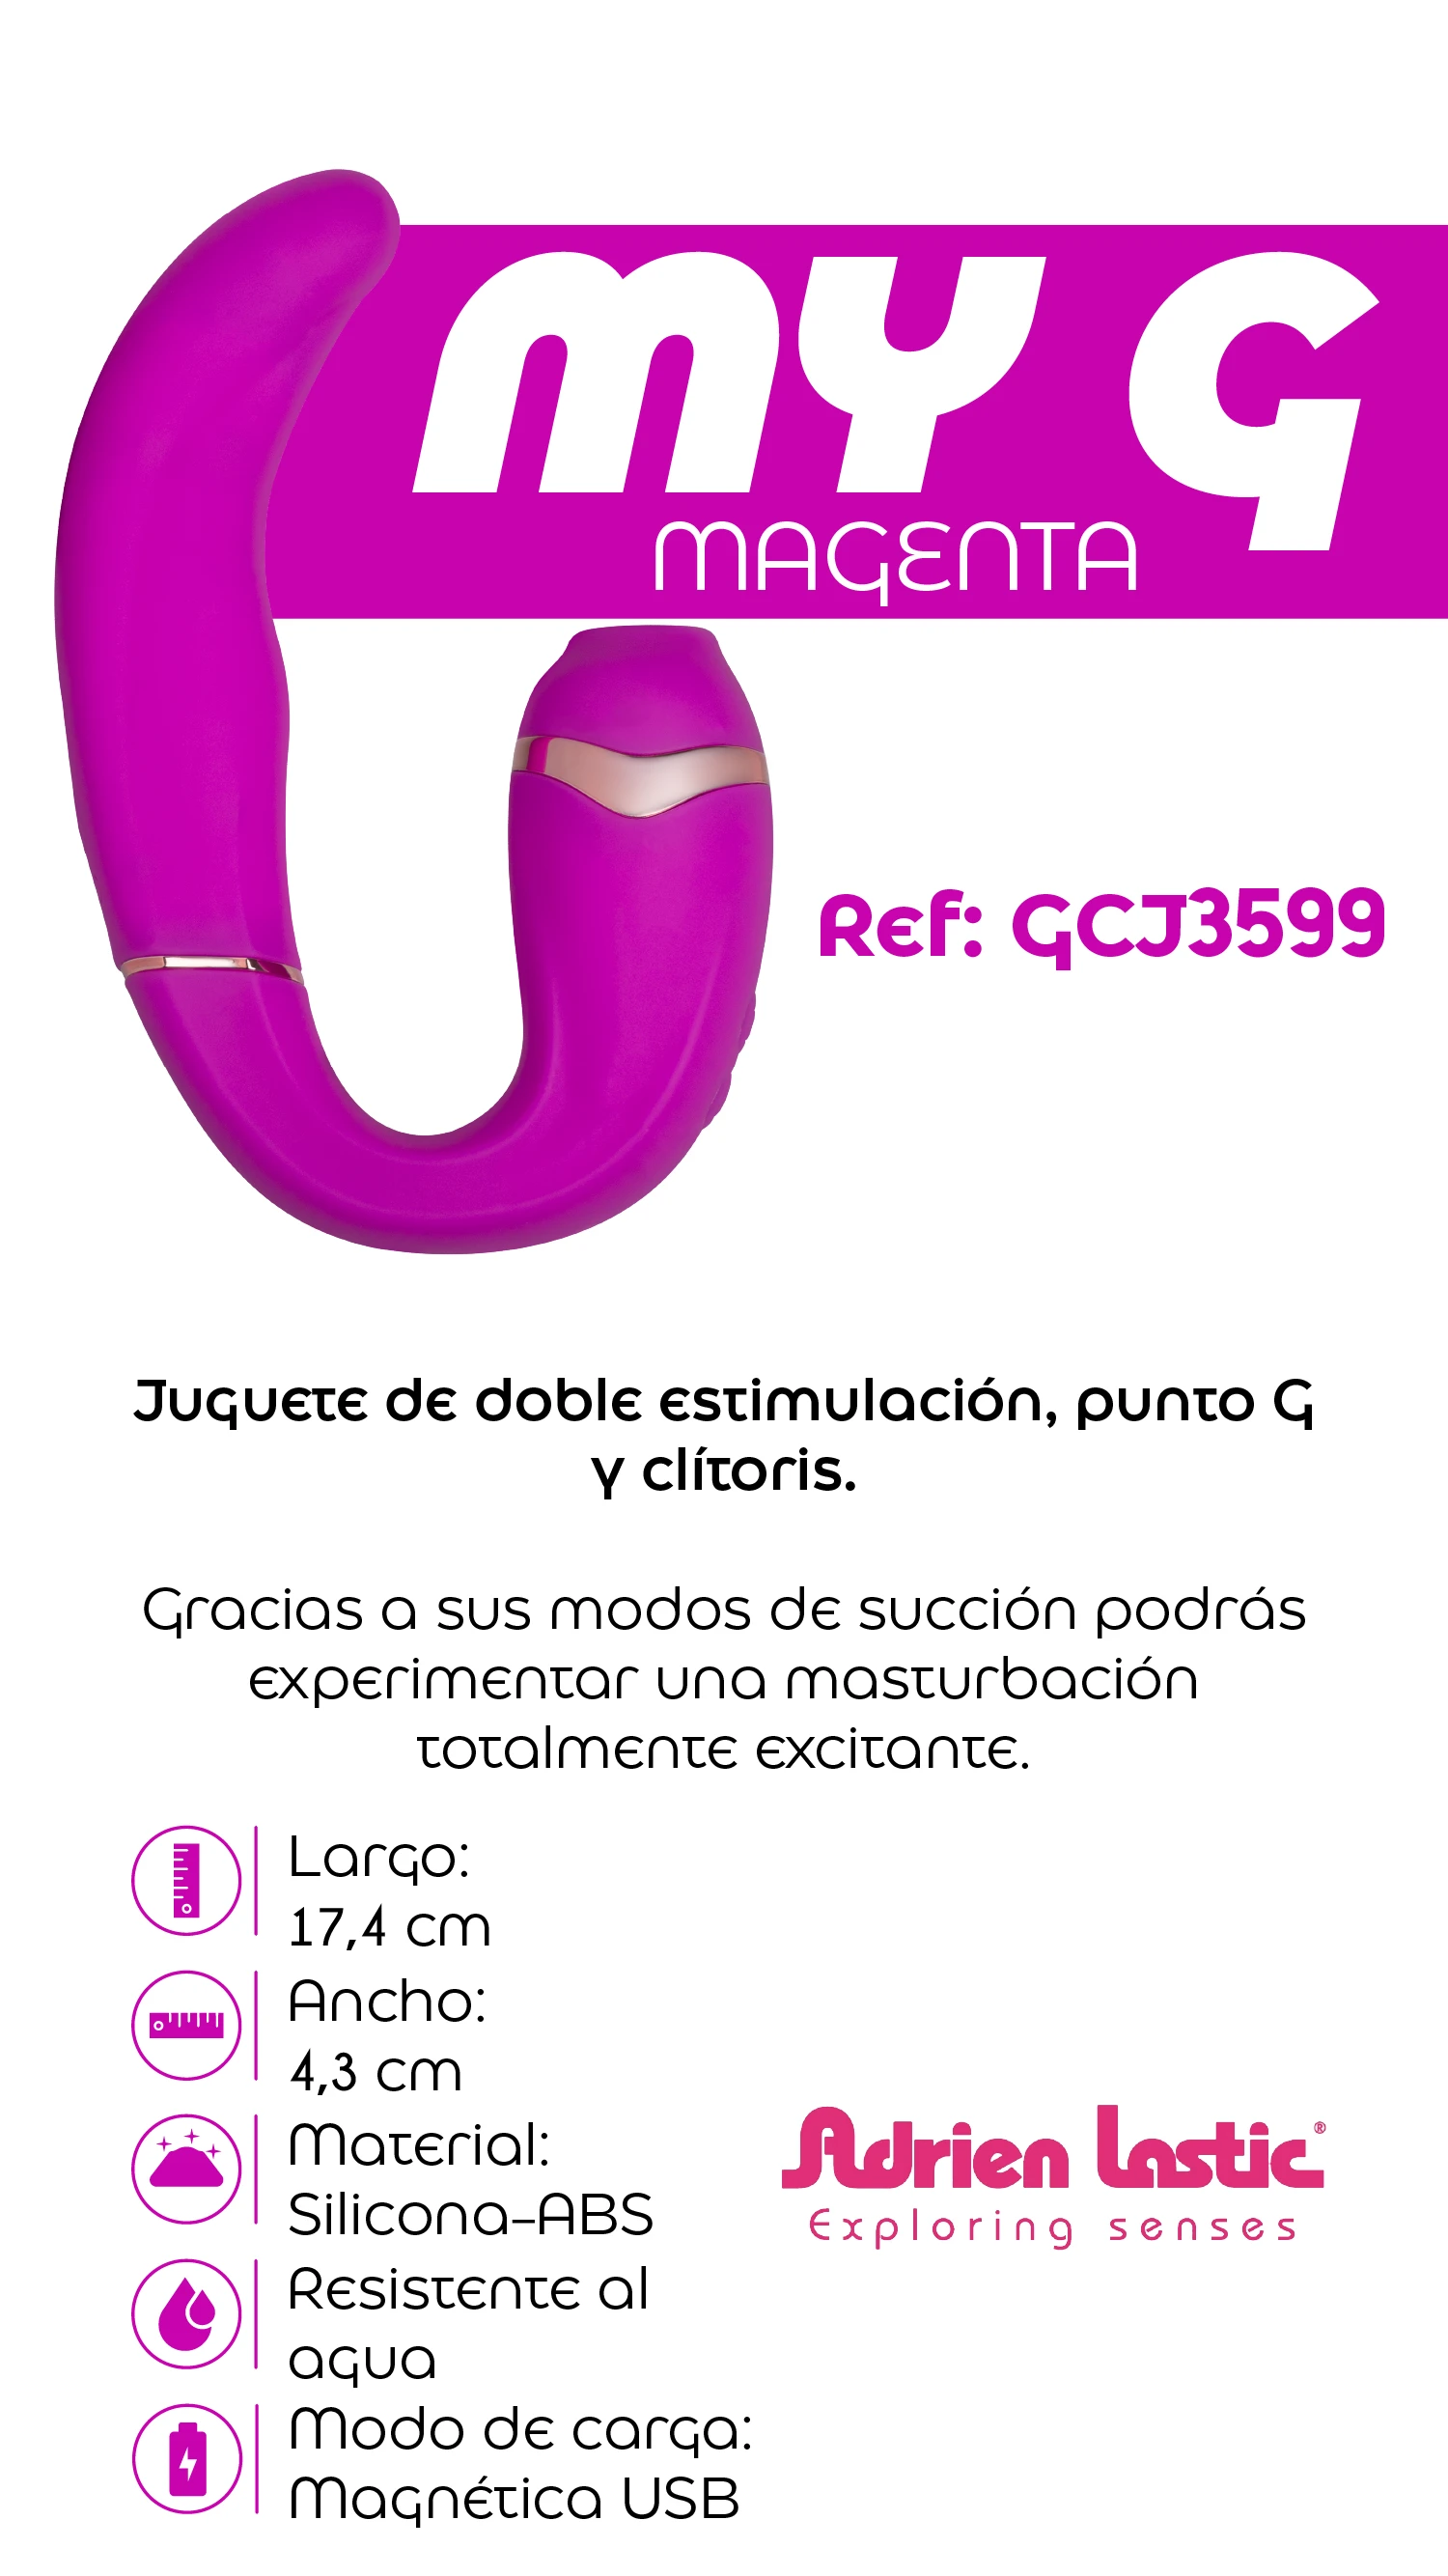 MY G
MAGENTA
Ref: GCJ3599
Juguete de doble estimulación, punto G
y clítoris.
Gracias a sus modos de succión podrás
experimentar una masturbación
totalmente excitante.
Largo:
17,4 cm
Ancho:
4,3 cm
Material:
Silicona-ABS
Resistente al
agua
Modo de carga:
Magnética USB
Adrien Lastic®
Exploring senses